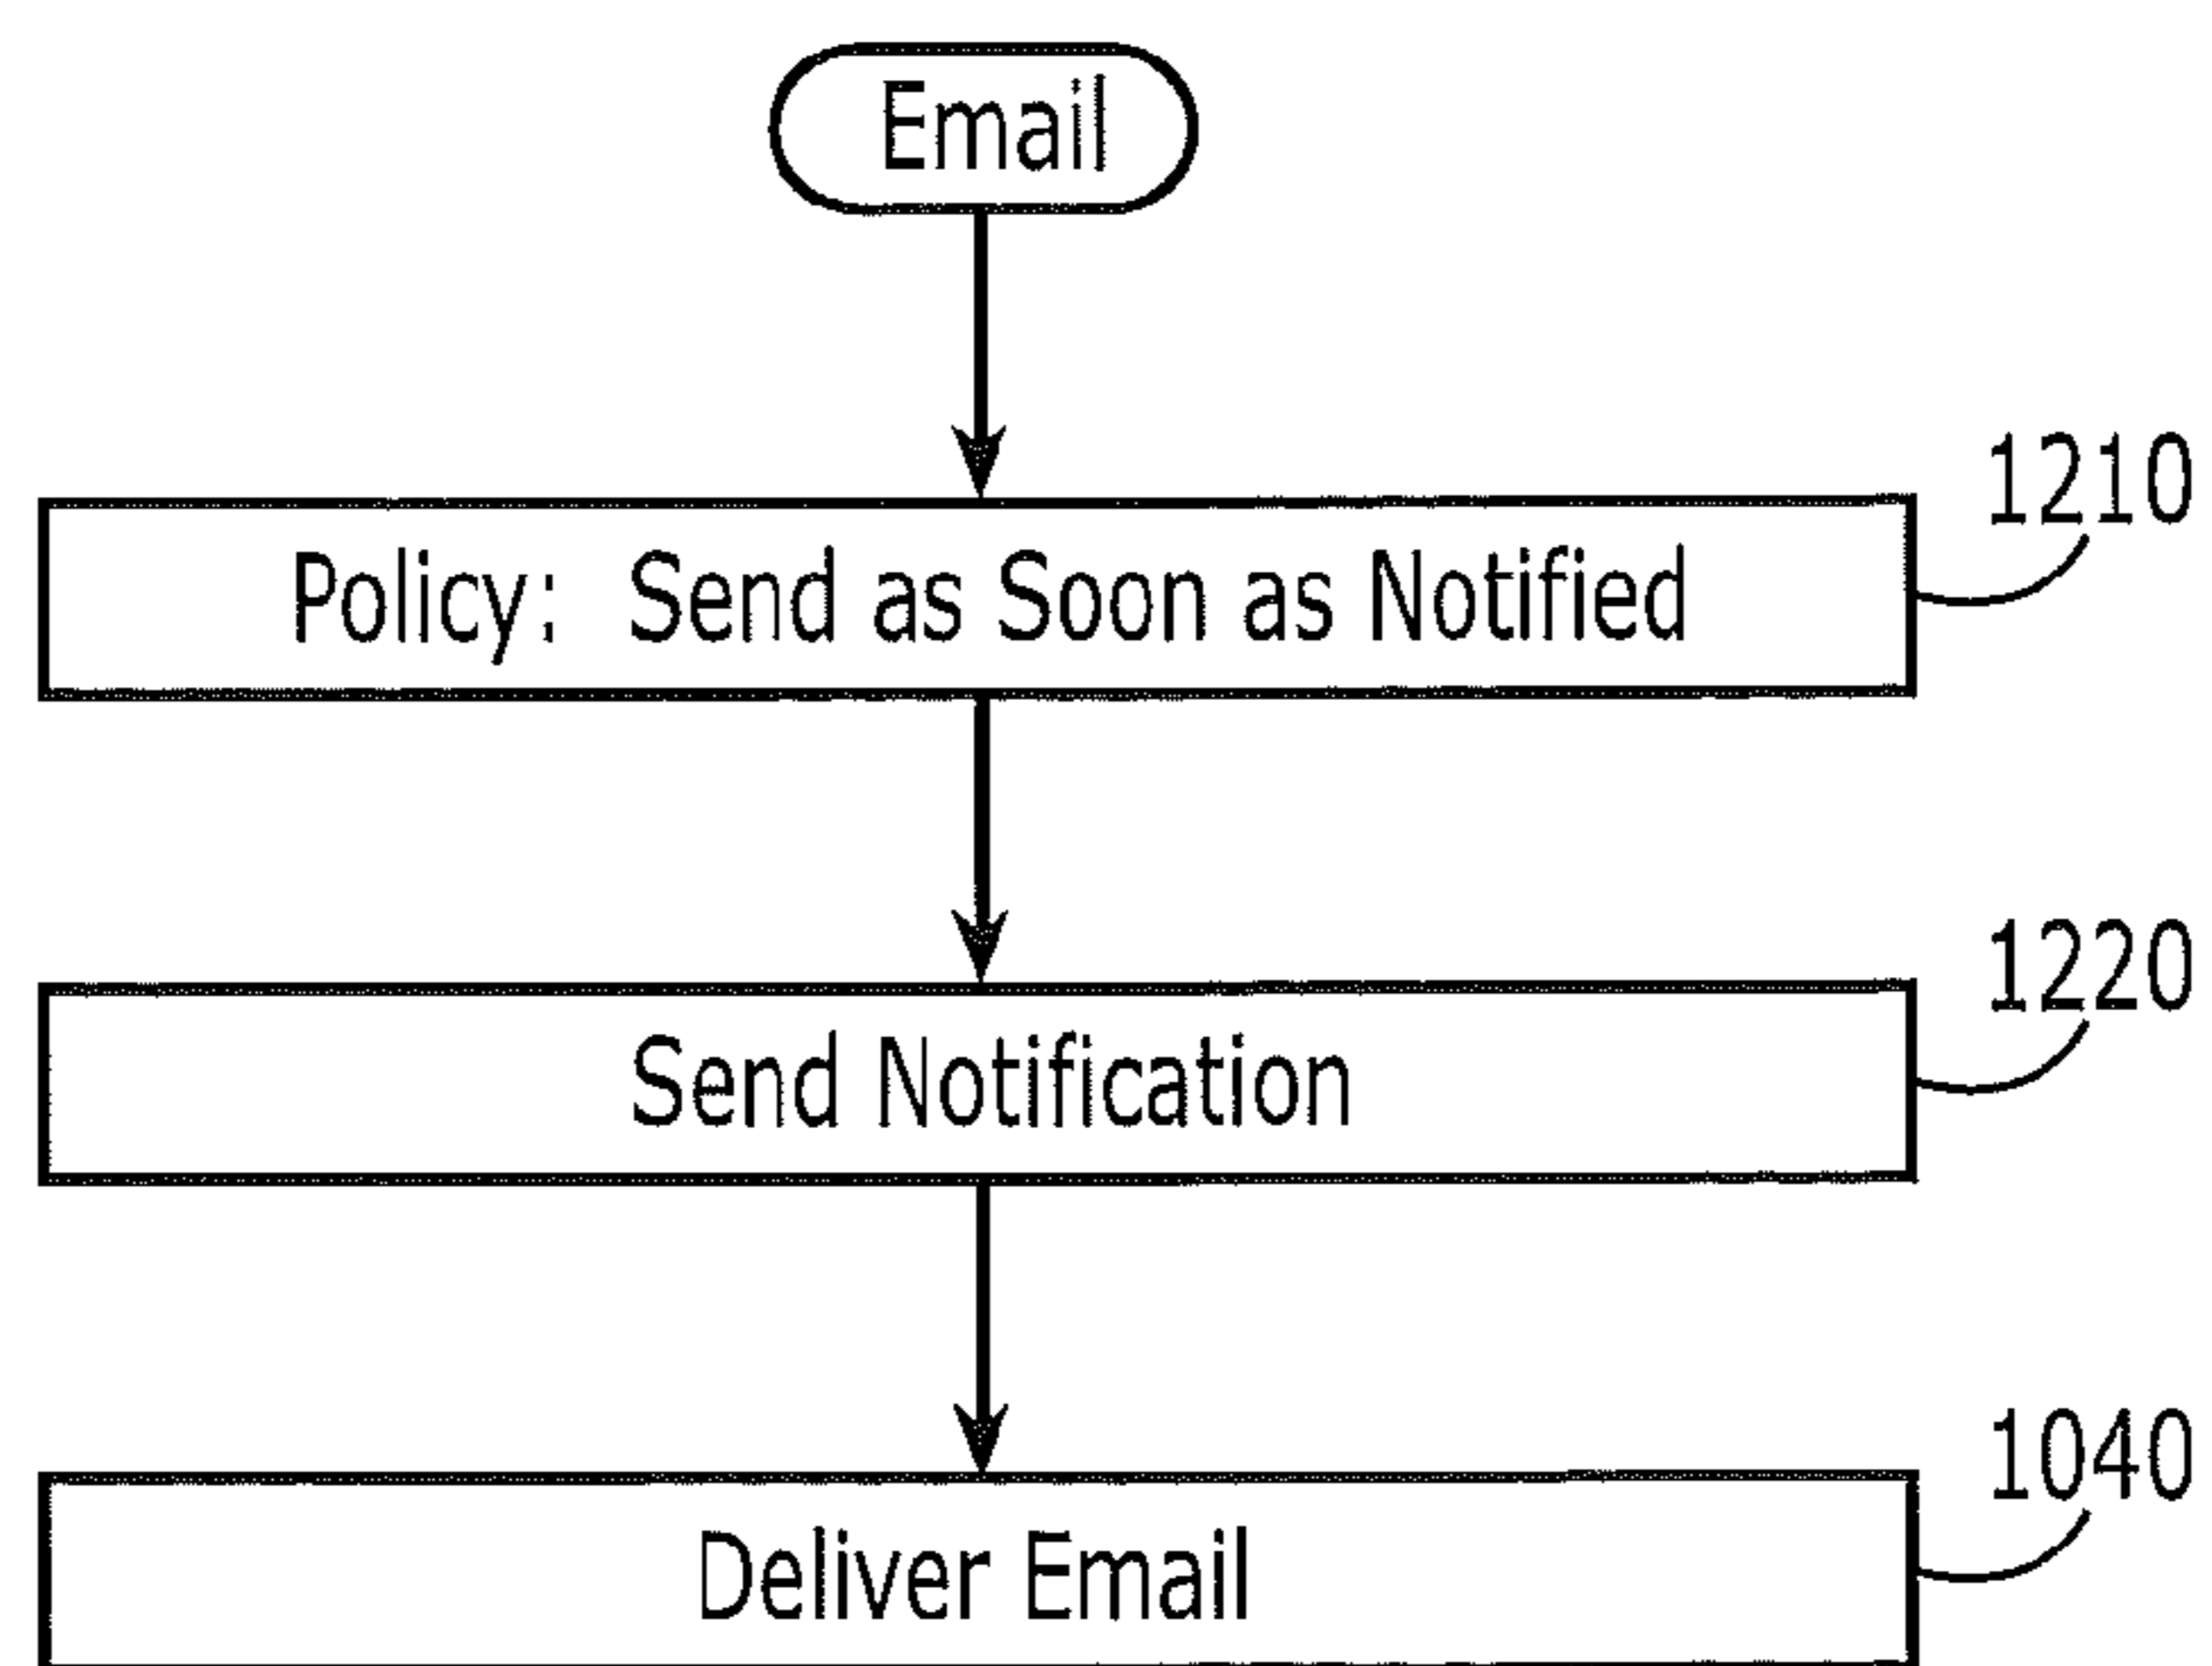 Email
1210
Policy: Send as Soon as Notified
1220
Send Notification
1040
Deliver Email